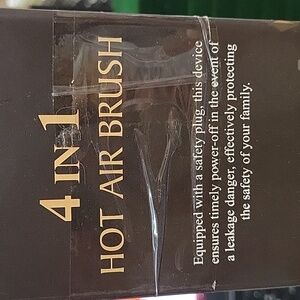 4 IN 1
HOT AIR BRUSH
Equipped with a safety plug, this device
ensures timely power-off in the event of
a leakage danger, effectively protecting
the safety of your family.